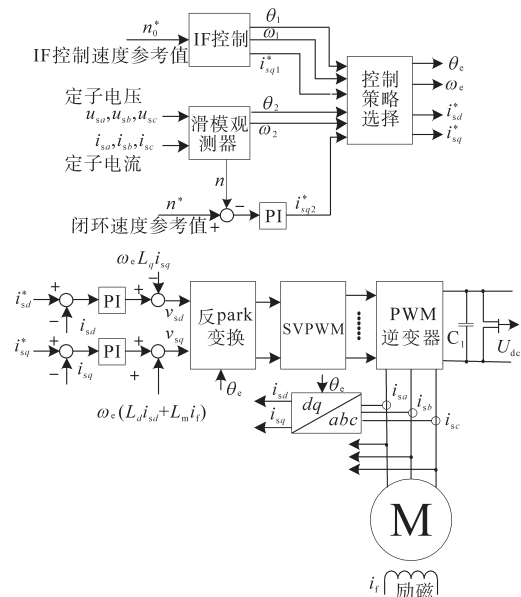 n₀* IF控制 θ₁
ω₁
i*sq1
IF控制速度参考值
控制策略选择
θe
ωe
i*sd
i*sq
定子电压
usa,usb,usc
isa,isb,isc
定子电流
滑模观测器
θ₂
ω₂
n
n* + − PI i*sq2
闭环速度参考值
ωeLqisq
i*sd + − isd PI + − vsd
i*sq + − isq PI + + vsq
ωe(Ldisd+Lmif)
反park变换
θe
SVPWM
PWM逆变器
C₁
Udc
isd
isq
θe
dq
abc
isa
isb
isc
M
if 励磁